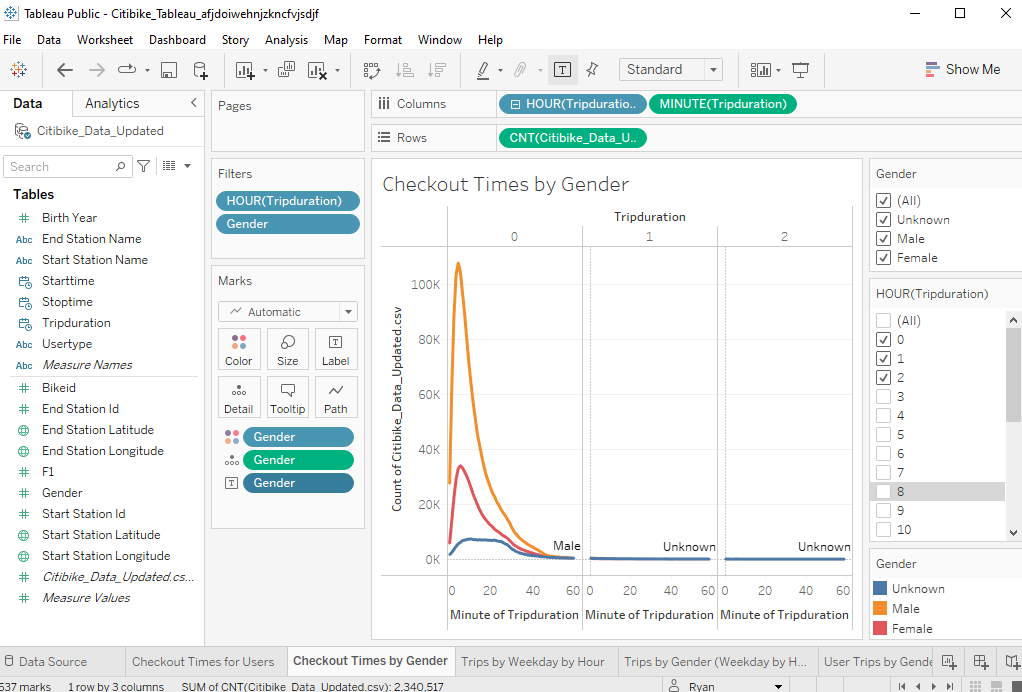 Tableau Public - Citibike_Tableau_afjdoiwehnjzkncfvjsdjf
File Data Worksheet Dashboard Story Analysis Map Format Window Help
Standard
Show Me
Data Analytics
Citibike_Data_Updated
Search
Tables
Birth Year
Abc End Station Name
Abc Start Station Name
Starttime
Stoptime
Tripduration
Abc Usertype
Abc Measure Names
Bikeid
End Station Id
End Station Latitude
End Station Longitude
F1
Gender
Start Station Id
Start Station Latitude
Start Station Longitude
Citibike_Data_Updated.cs...
Measure Values
Pages
Filters
HOUR(Tripduration)
Gender
Marks
Automatic
Color Size Label
Detail Tooltip Path
Gender
Gender
Gender
Columns HOUR(Tripduratio.. MINUTE(Tripduration)
Rows CNT(Citibike_Data_U..
Checkout Times by Gender
Tripduration
0 1 2
Count of Citibike_Data_Updated.csv
100K
80K
60K
40K
20K
0K
Male Unknown Unknown
0 20 40 60 0 20 40 60 0 20 40 60
Minute of Tripduration Minute of Tripduration Minute of Tripduration
Gender
(All)
Unknown
Male
Female
HOUR(Tripduration)
(All)
0
1
2
3
4
5
6
7
8
9
10
Gender
Unknown
Male
Female
Data Source Checkout Times for Users Checkout Times by Gender Trips by Weekday by Hour Trips by Gender (Weekday by H... User Trips by Gende
537 marks 1 row by 3 columns SUM of CNT(Citibike_Data_Updated.csv): 2,340,517 Ryan